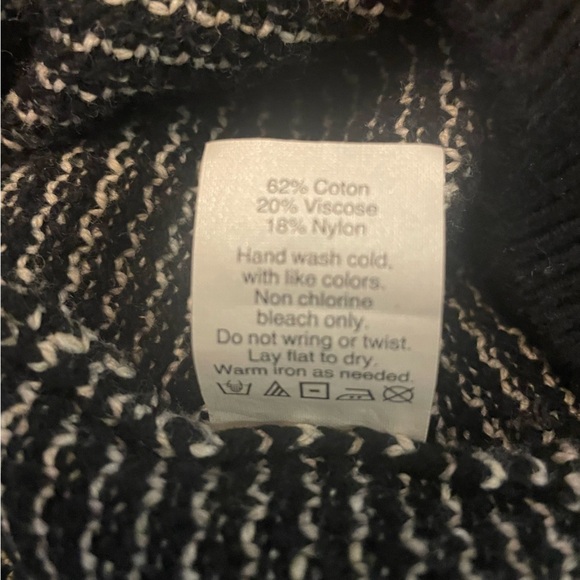 62% Coton
20% Viscose
18% Nylon
Hand wash cold,
with like colors.
Non chlorine
bleach only.
Do not wring or twist.
Lay flat to dry.
Warm iron as needed.